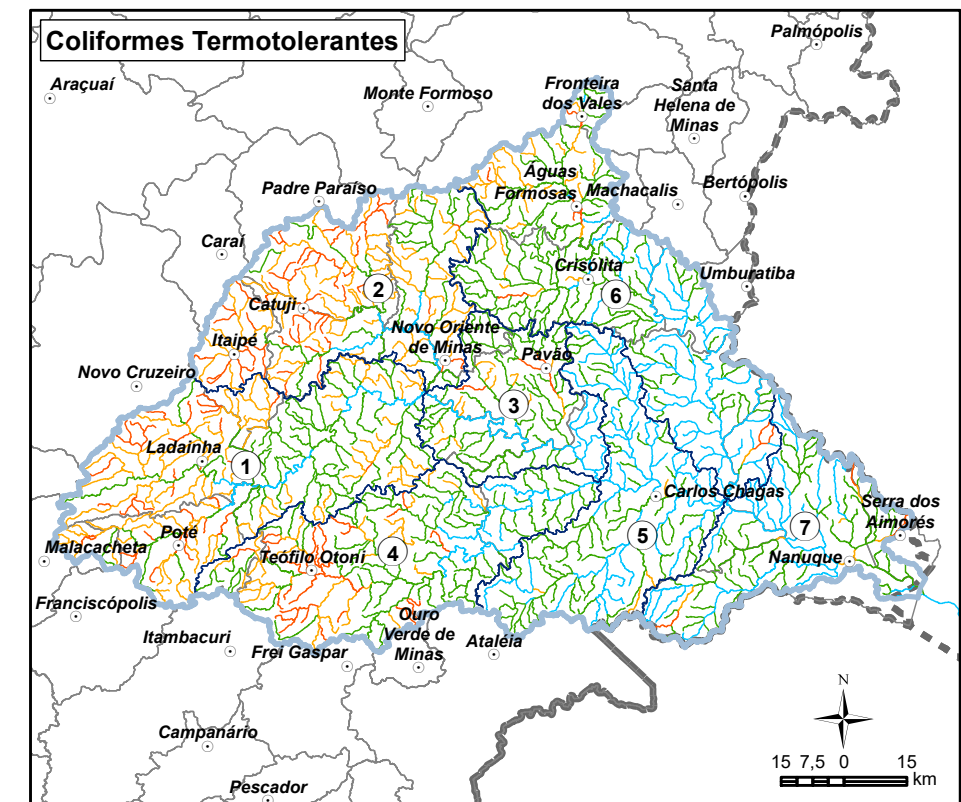 Coliformes Termotolerantes
Palmópolis
Araçuaí
Monte Formoso
Fronteira
dos Vales
Santa
Helena de
Minas
Águas
Formosas
Machacalis
Bertópolis
Padre Paraíso
Caraí
Crisólita
Umburatiba
2
6
Catuji
Novo Oriente
de Minas
Itaipé
Pavão
Novo Cruzeiro
3
Ladainha
1
Carlos Chagas
Serra dos
Aimorés
Poté
5
7
Malacacheta
Teófilo Otoni
4
Nanuque
Franciscópolis
Ouro
Verde de
Minas
Itambacuri
Frei Gaspar
Ataléia
N
Campanário
15 7,5 0 15
km
Pescador